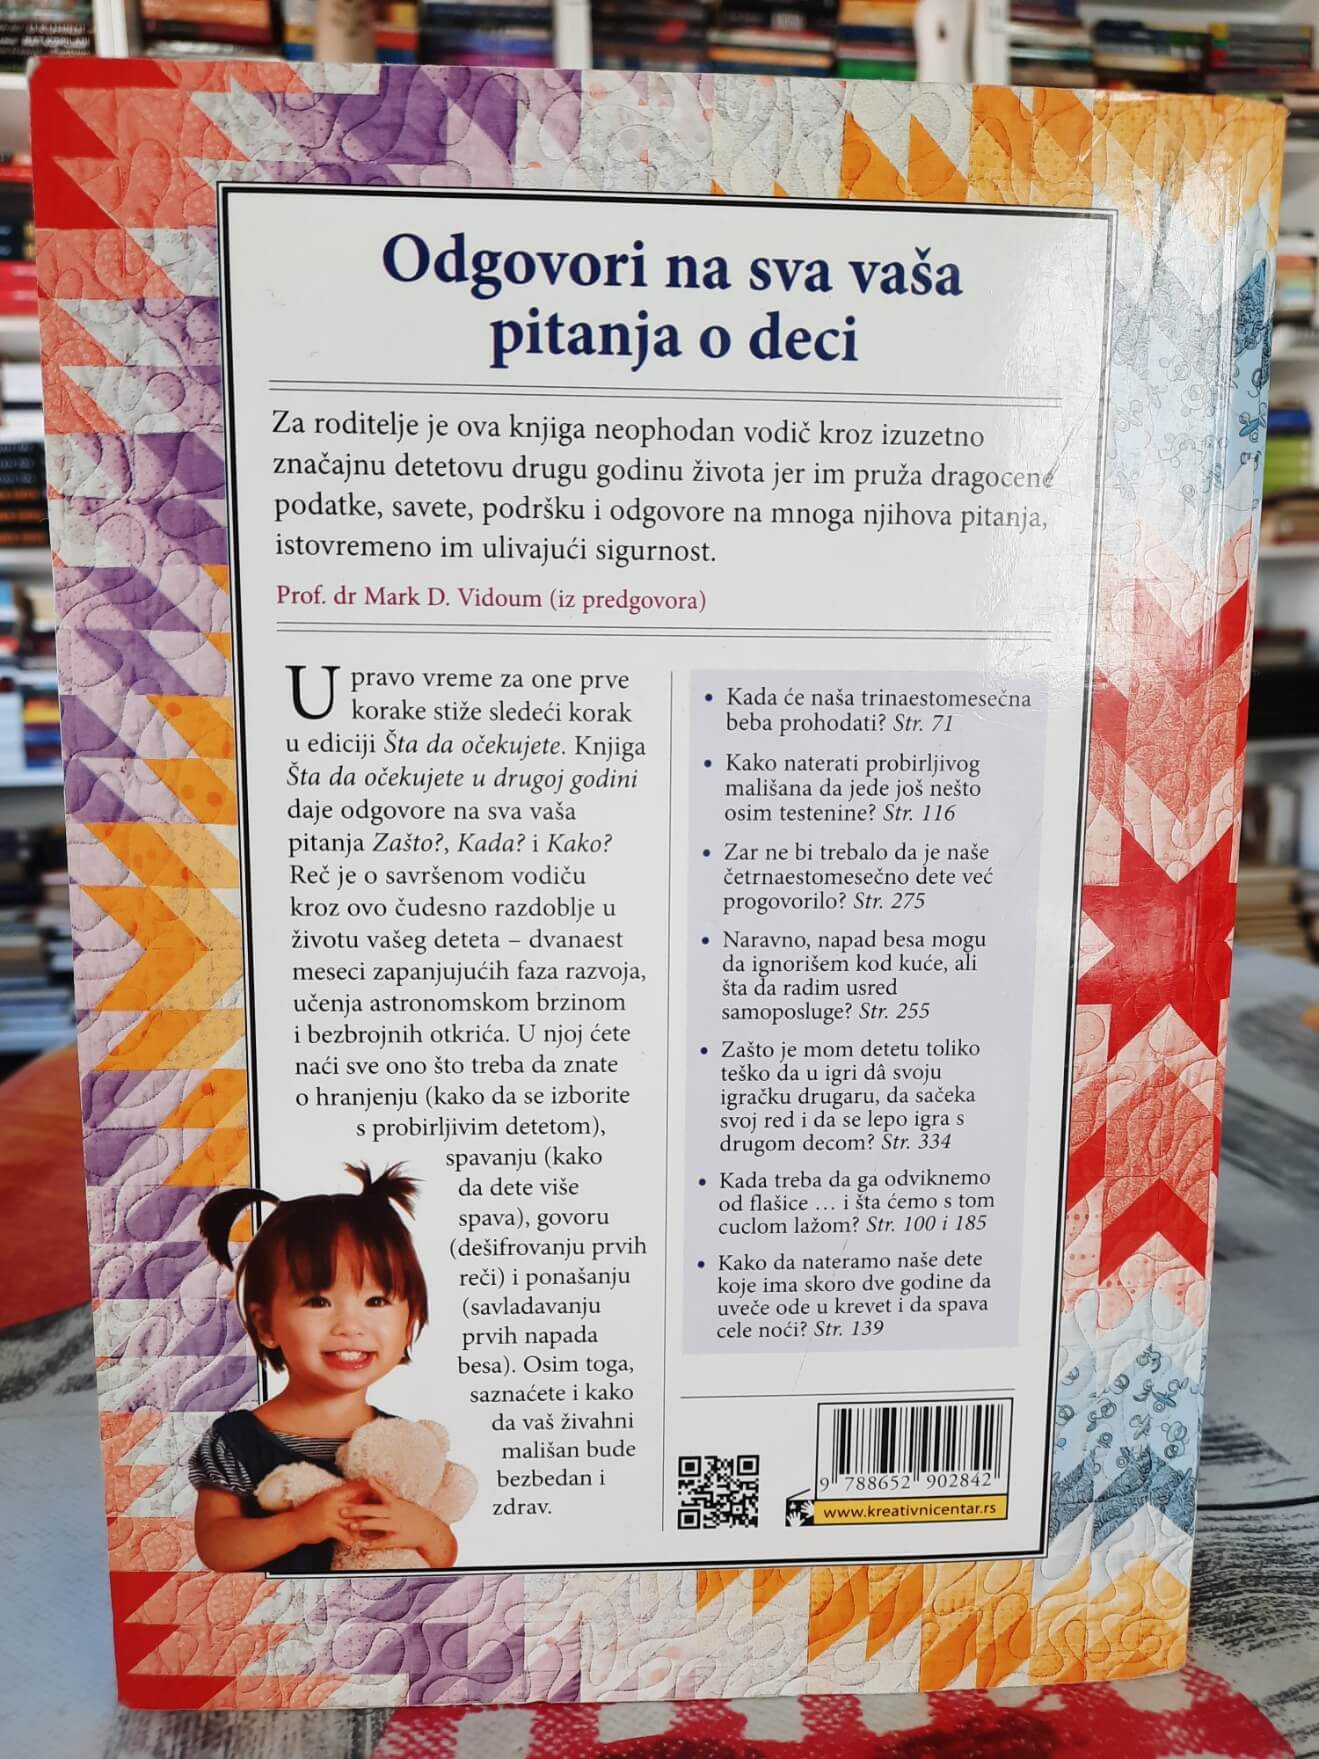 Odgovori na sva vaša
pitanja o deci
Za roditelje je ova knjiga neophodan vodič kroz izuzetno
značajnu detetovu drugu godinu života jer im pruža dragocene
podatke, savete, podršku i odgovore na mnoga njihova pitanja,
istovremeno im ulivajući sigurnost.
Prof. dr Mark D. Vidoum (iz predgovora)
U pravo vreme za one prve
korake stiže sledeći korak
u ediciji Šta da očekujete. Knjiga
Šta da očekujete u drugoj godini
daje odgovore na sva vaša
pitanja Zašto?, Kada? i Kako?
Reč je o savršenom vodiču
kroz ovo čudesno razdoblje u
životu vašeg deteta – dvanaest
meseci zapanjujućih faza razvoja,
učenja astronomskom brzinom
i bezbrojnih otkrića. U njoj ćete
naći sve ono što treba da znate
o hranjenju (kako da se izborite
s probirljivim detetom),
spavanju (kako
da dete više
spava), govoru
(dešifrovanju prvih
reči) i ponašanju
(savladavanju
prvih napada
besa). Osim toga,
saznaćete i kako
da vaš živahni
mališan bude
bezbedan i
zdrav.
• Kada će naša trinaestomesečna
beba prohodati? Str. 71
• Kako naterati probirljivog
mališana da jede još nešto
osim testenine? Str. 116
• Zar ne bi trebalo da je naše
četrnaestomesečno dete već
progovorilo? Str. 275
• Naravno, napad besa mogu
da ignorišem kod kuće, ali
šta da radim usred
samoposluge? Str. 255
• Zašto je mom detetu toliko
teško da u igri dâ svoju
igračku drugaru, da sačeka
svoj red i da se lepo igra s
drugom decom? Str. 334
• Kada treba da ga odviknemo
od flašice … i šta ćemo s tom
cuclom lažom? Str. 100 i 185
• Kako da nateramo naše dete
koje ima skoro dve godine da
uveče ode u krevet i da spava
cele noći? Str. 139
9 788652 902842
www.kreativnicentar.rs